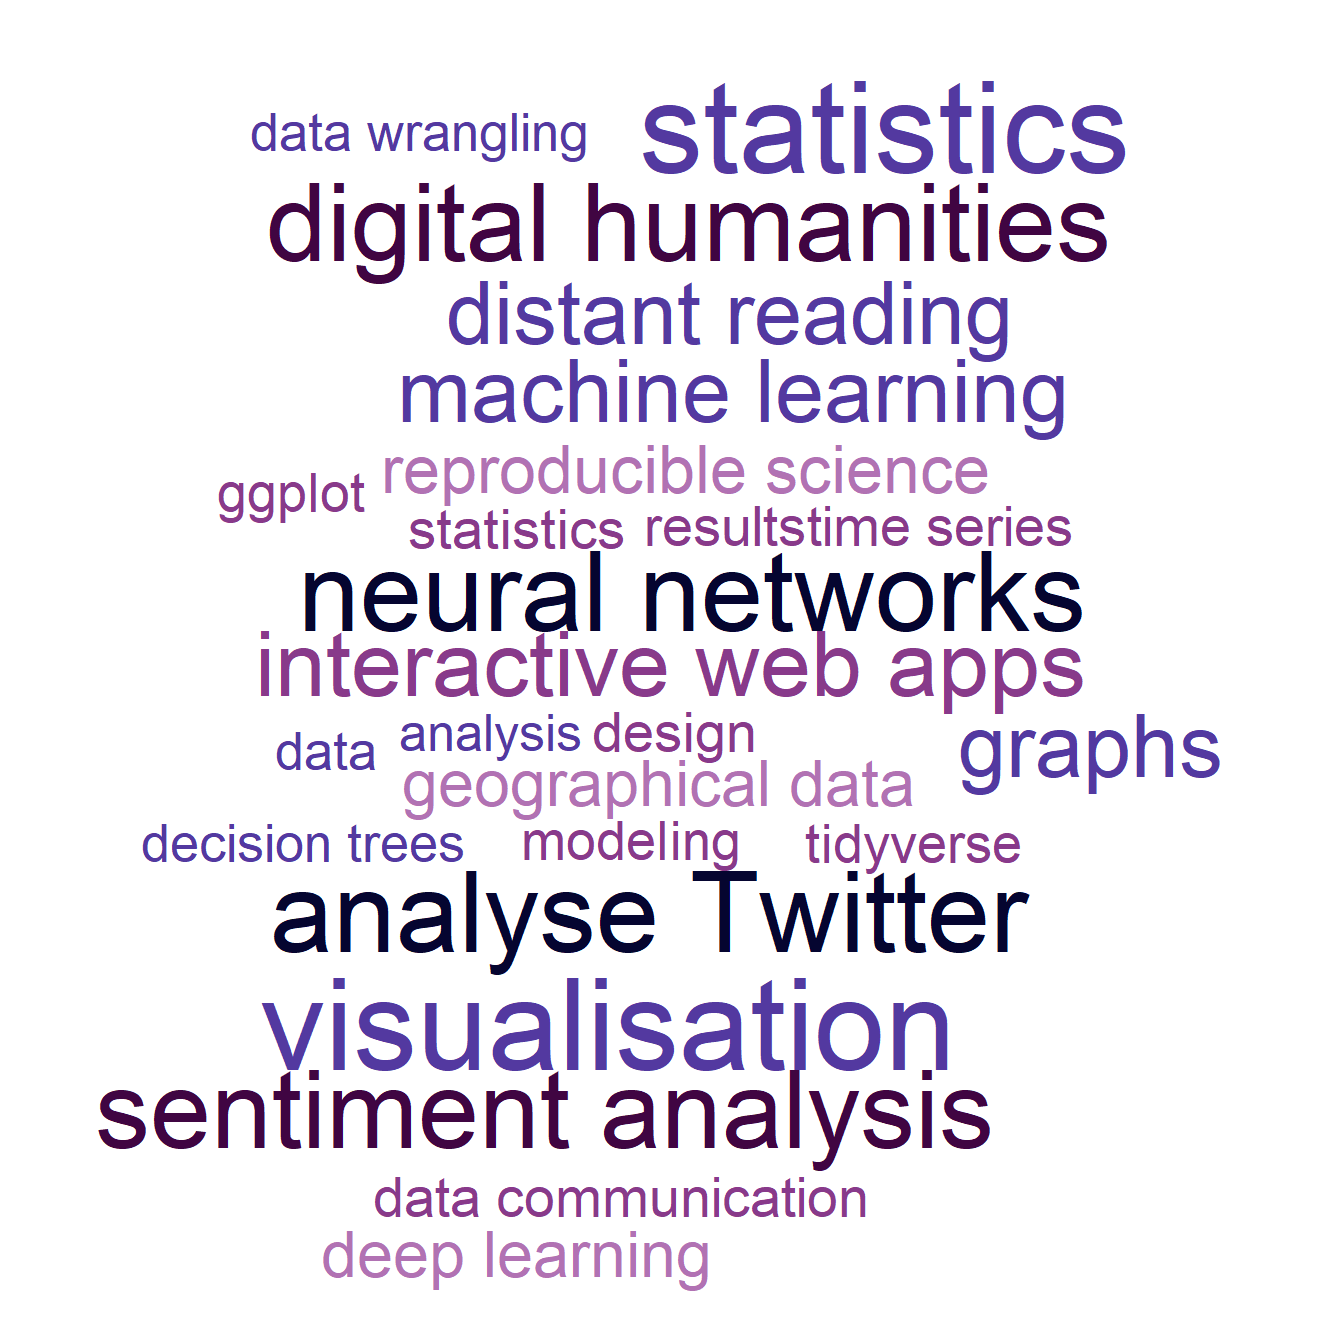 data wrangling statistics
digital humanities
distant reading
machine learning
reproducible science
ggplot
statistics resultstime series
neural networks
interactive web apps
data analysis design graphs
geographical data
decision trees modeling tidyverse
analyse Twitter
visualisation
sentiment analysis
data communication
deep learning